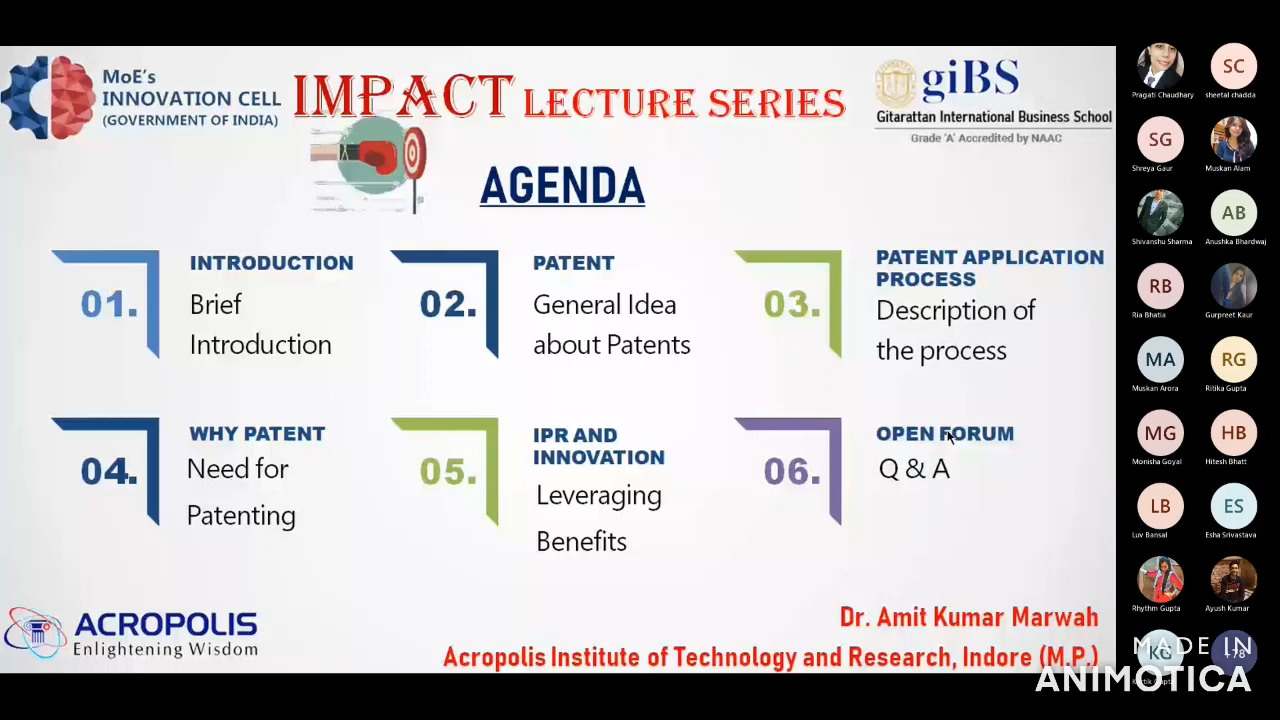 MoE's
INNOVATION CELL
(GOVERNMENT OF INDIA)
IMPACT LECTURE SERIES
giBS
Gitarattan International Business School
Grade 'A' Accredited by NAAC
AGENDA
01.
INTRODUCTION
Brief
Introduction
02.
PATENT
General Idea
about Patents
03.
PATENT APPLICATION
PROCESS
Description of
the process
04.
WHY PATENT
Need for
Patenting
05.
IPR AND
INNOVATION
Leveraging
Benefits
06.
OPEN FORUM
Q & A
ACROPOLIS
Enlightening Wisdom
Dr. Amit Kumar Marwah
Acropolis Institute of Technology and Research, Indore (M.P.)
Pragati Chaudhary
SC
sheetal chadda
SG
Shreya Gaur
Muskan Alam
Shivanshu Sharma
AB
Anushka Bhardwaj
RB
Ria Bhatia
Gurpreet Kaur
MA
Muskan Arora
RG
Ritika Gupta
MG
Monisha Goyal
HB
Hitesh Bhatt
LB
Luv Bansal
ES
Esha Srivastava
Rhythm Gupta
Ayush Kumar
KG
+78
MADE IN
ANIMOTICA